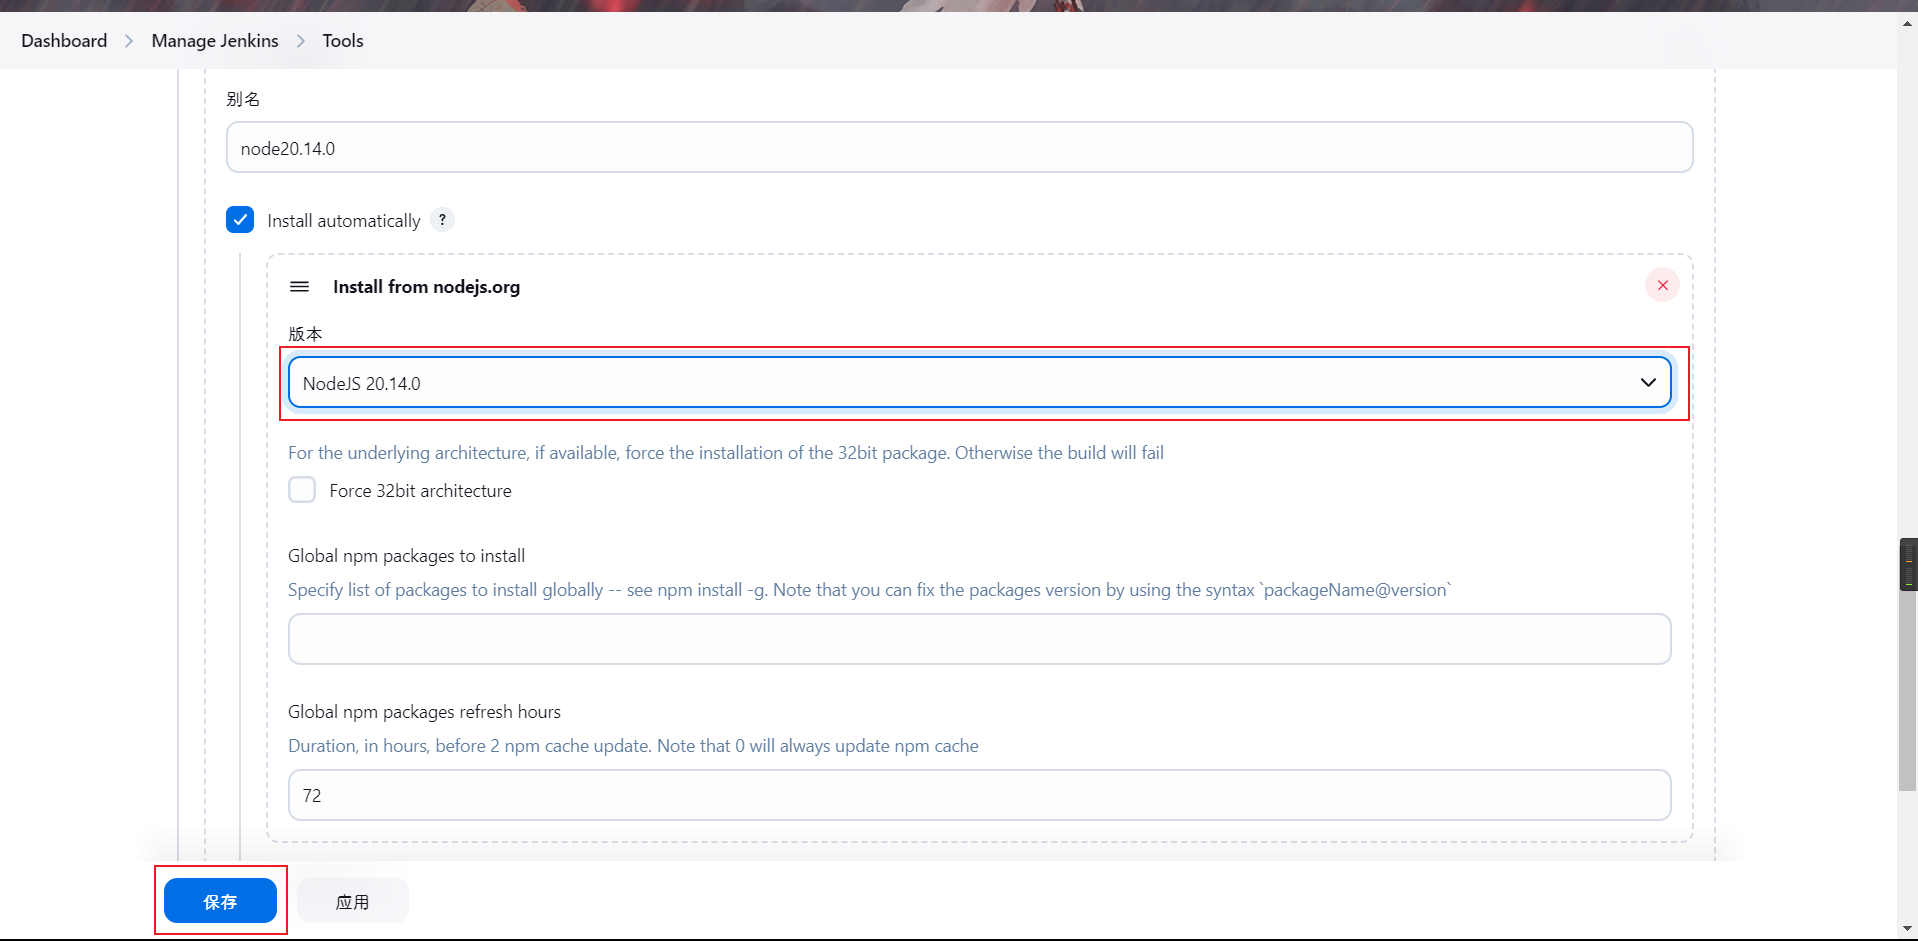 Dashboard > Manage Jenkins > Tools
别名
node20.14.0
Install automatically ?
Install from nodejs.org
版本
NodeJS 20.14.0
For the underlying architecture, if available, force the installation of the 32bit package. Otherwise the build will fail
Force 32bit architecture
Global npm packages to install
Specify list of packages to install globally -- see npm install -g. Note that you can fix the packages version by using the syntax `packageName@version`
Global npm packages refresh hours
Duration, in hours, before 2 npm cache update. Note that 0 will always update npm cache
72
保存 应用